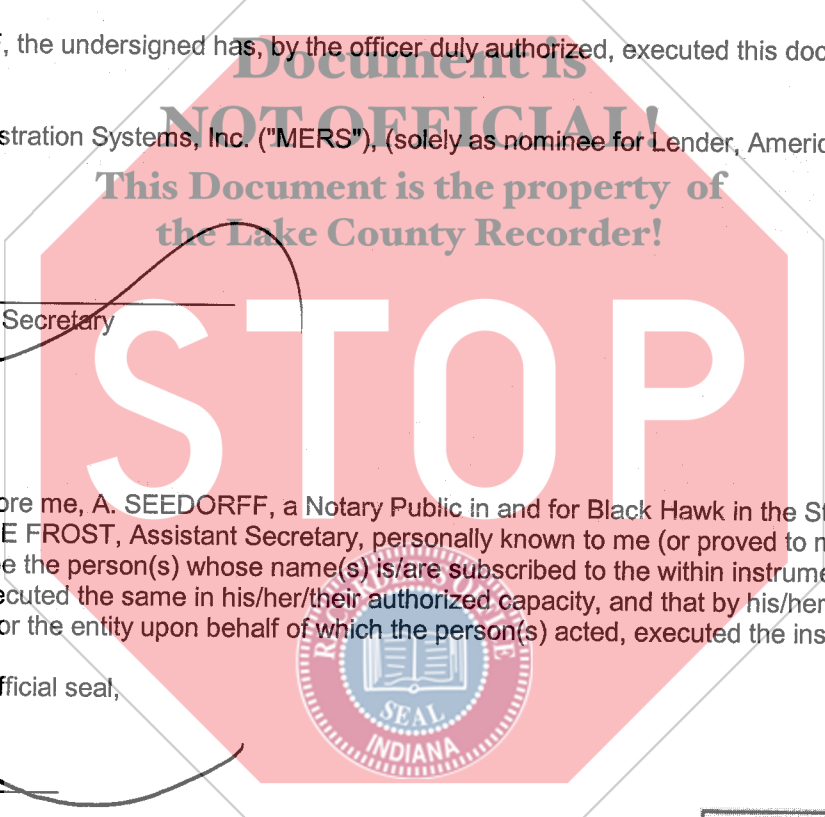 Document is
, the undersigned has, by the officer duly authorized, executed this doc
NOT OFFICIAL!
stration Systems, Inc. ("MERS"), (solely as nominee for Lender, Americ
This Document is the property of
the Lake County Recorder!
Secretary
STOP
ore me, A. SEEDORFF, a Notary Public in and for Black Hawk in the St
E FROST, Assistant Secretary, personally known to me (or proved to m
e the person(s) whose name(s) is/are subscribed to the within instrume
ecuted the same in his/her/their authorized capacity, and that by his/her
or the entity upon behalf of which the person(s) acted, executed the ins
fficial seal,
SEAL
INDIANA